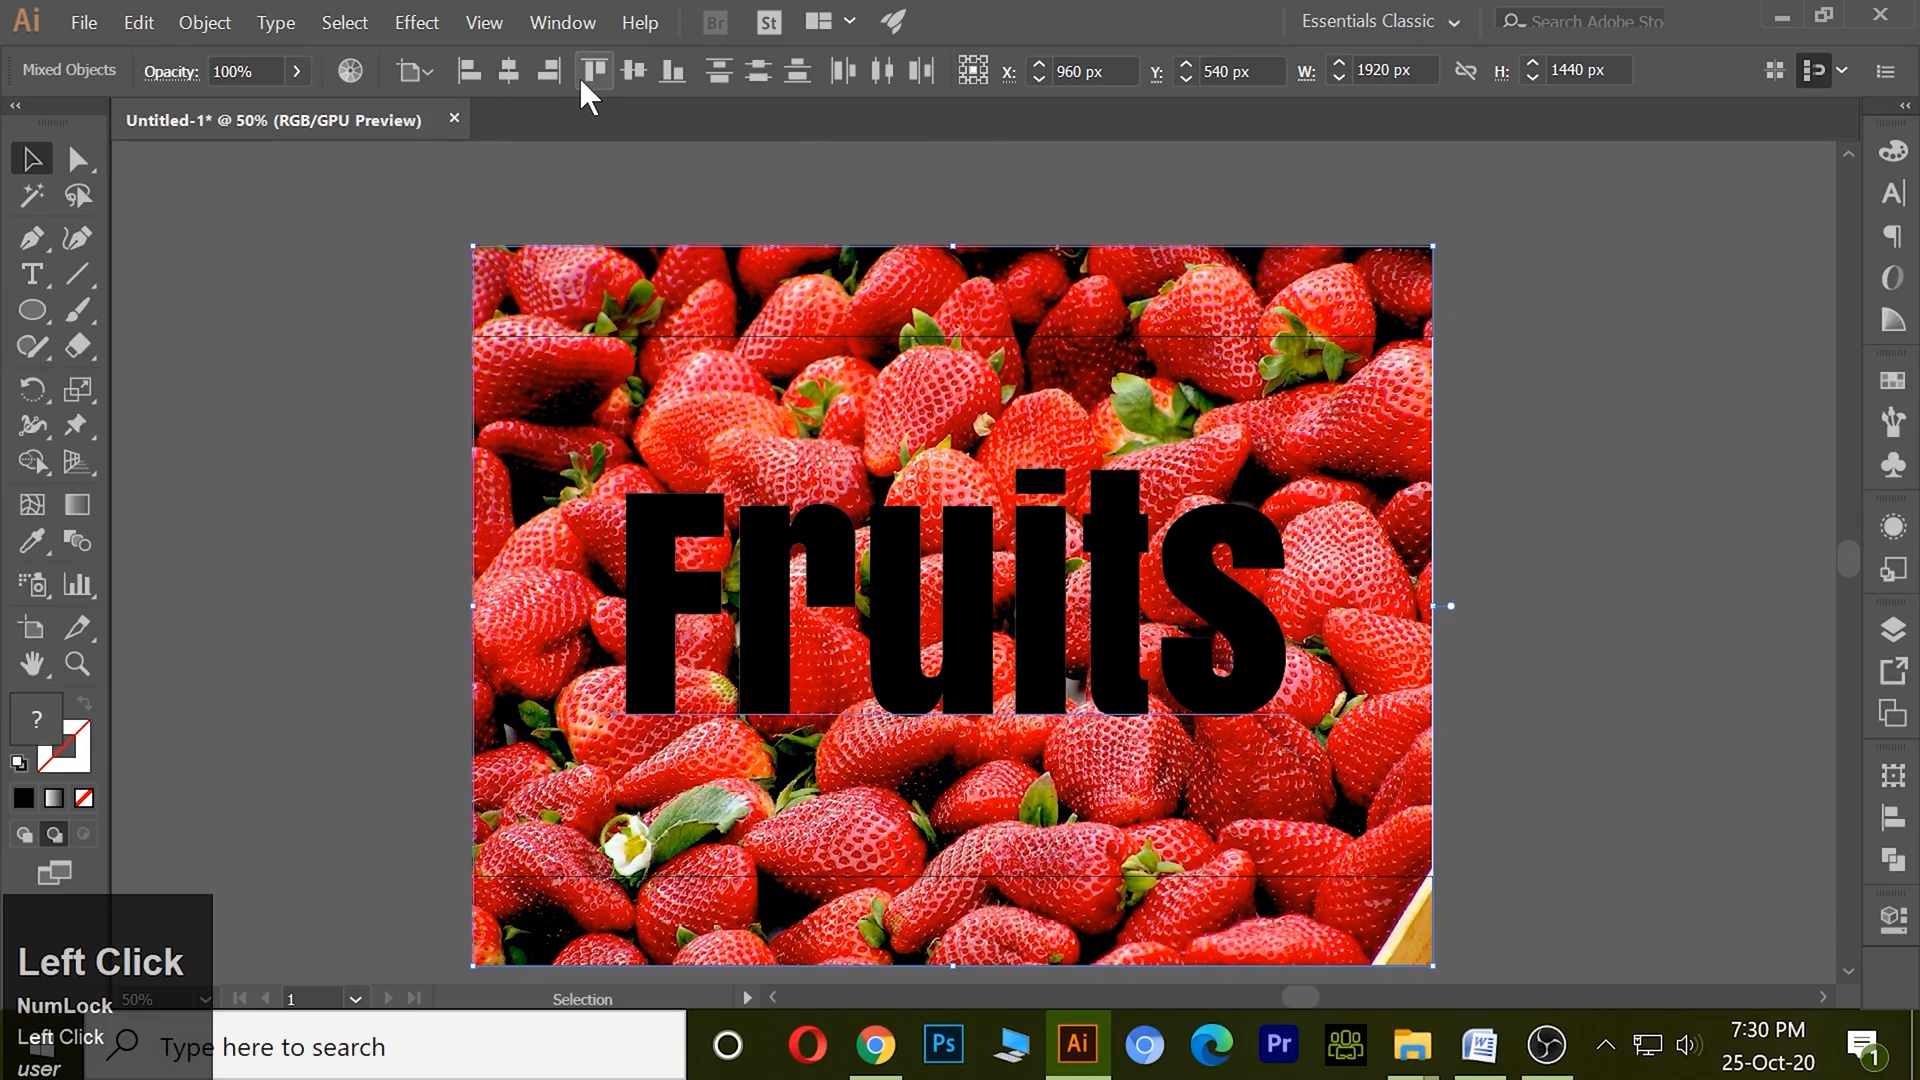 Ai File Edit Object Type Select Effect View Window Help Br St Essentials Classic Search Adobe Sto
Mixed Objects Opacity: 100% X: 960 px Y: 540 px W: 1920 px H: 1440 px
Untitled-1* @ 50% (RGB/GPU Preview)
Fruits
?
Left Click
NumLock
Left Click
user
50% 1 Selection
Type here to search
Ps Ai Pr
7:30 PM
25-Oct-20
1